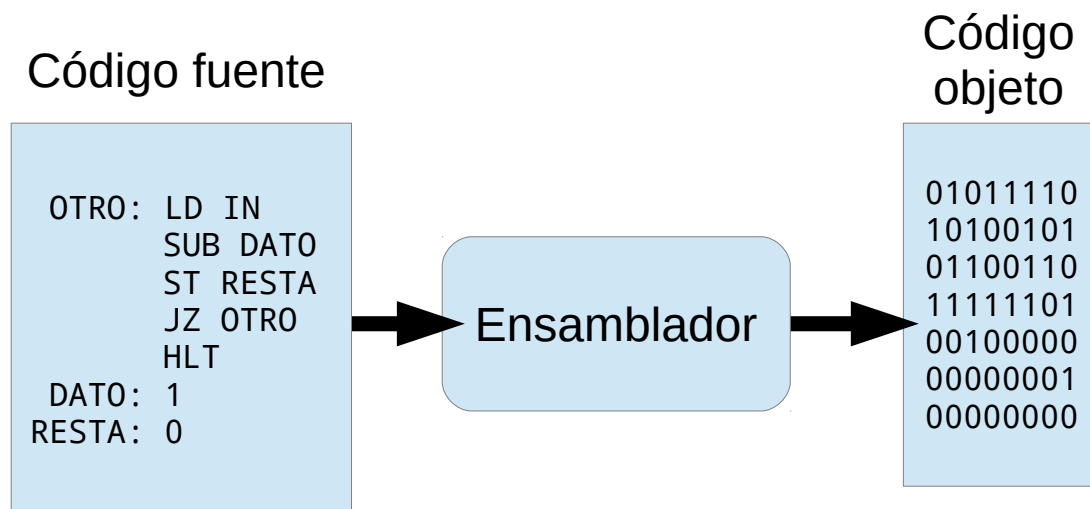 Código fuente
OTRO: LD IN
SUB DATO
ST RESTA
JZ OTRO
HLT
DATO: 1
RESTA: 0
Ensamblador
Código
objeto
01011110
10100101
01100110
11111101
00100000
00000001
00000000